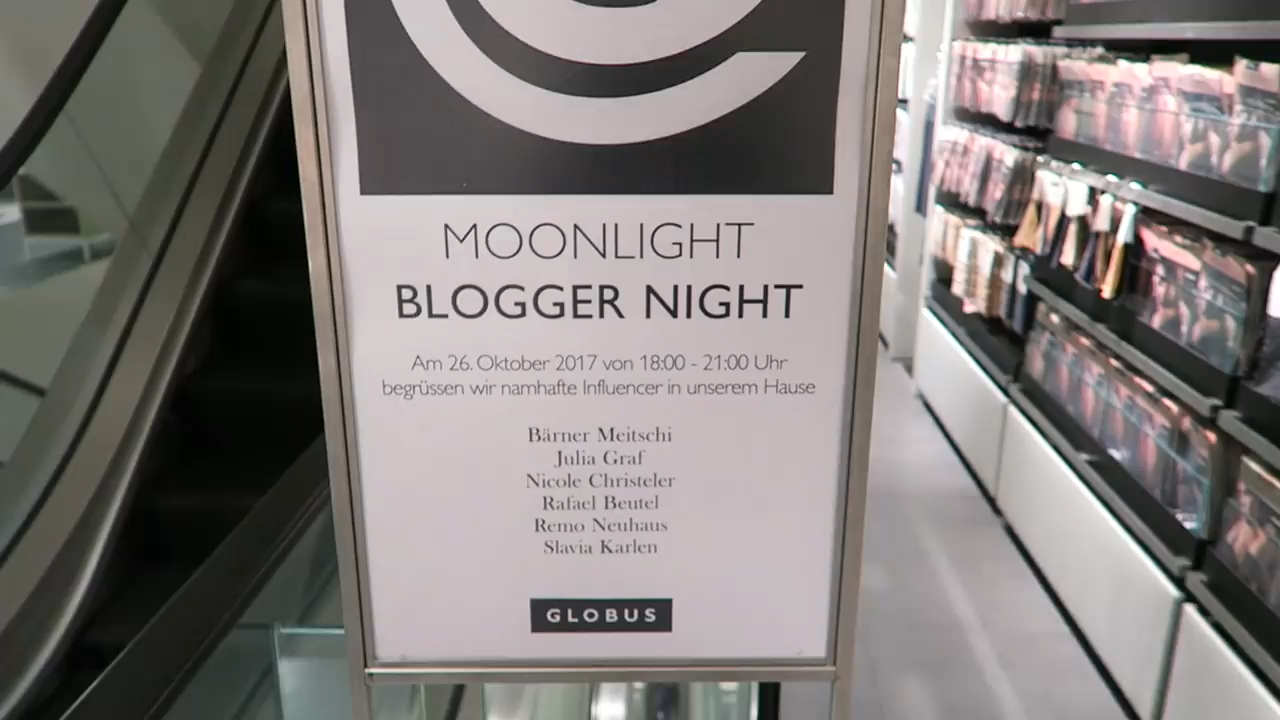 MOONLIGHT
BLOGGER NIGHT
Am 26. Oktober 2017 von 18:00 - 21:00 Uhr
begrüssen wir namhafte Influencer in unserem Hause
Bärner Meitschi
Julia Graf
Nicole Christeler
Rafael Beutel
Remo Neuhaus
Slavia Karlen
GLOBUS